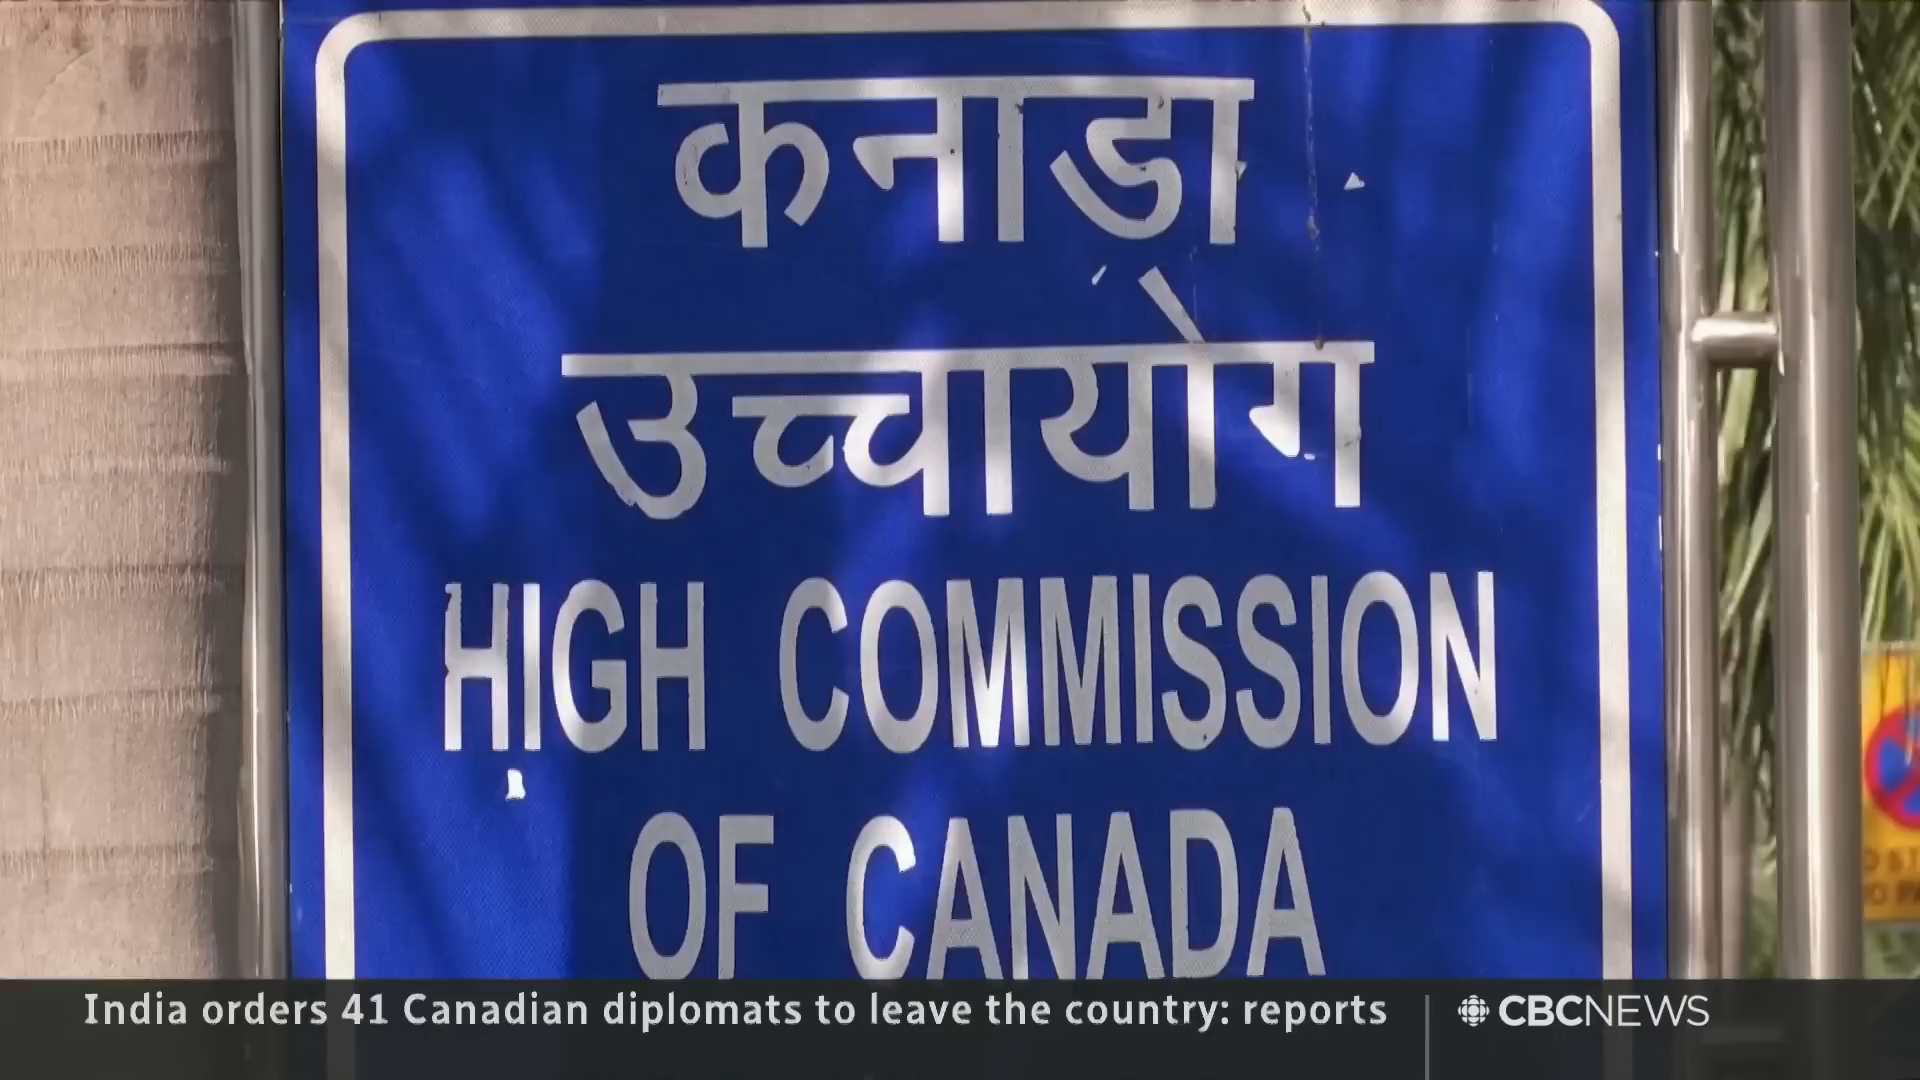 कनाडा
उच्चायोग
HIGH COMMISSION
OF CANADA
India orders 41 Canadian diplomats to leave the country: reports
CBCNEWS